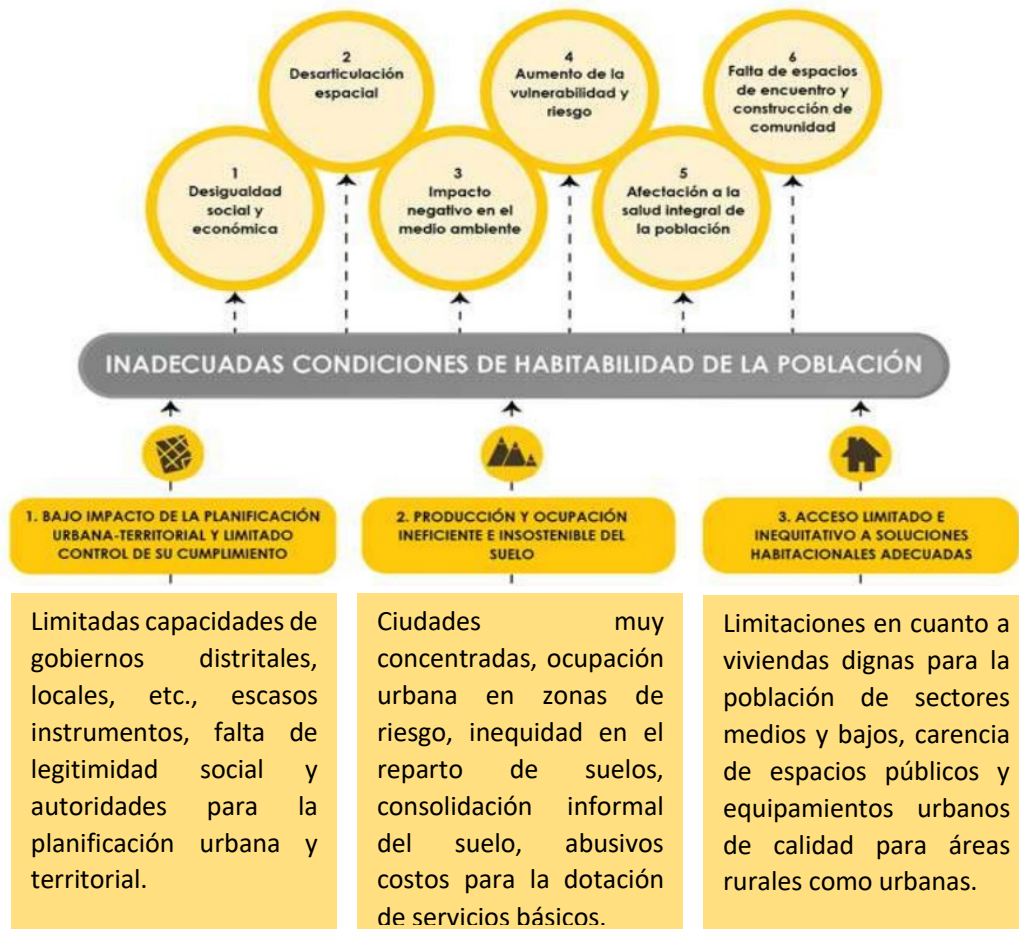 1
Desigualdad
social y
económica
2
Desarticulación
espacial
3
Impacto
negativo en el
medio ambiente
4
Aumento de la
vulnerabilidad y
riesgo
5
Afectación a la
salud integral de
la población
6
Falta de espacios
de encuentro y
construcción de
comunidad
INADECUADAS CONDICIONES DE HABITABILIDAD DE LA POBLACIÓN
1. BAJO IMPACTO DE LA PLANIFICACIÓN
URBANA-TERRITORIAL Y LIMITADO
CONTROL DE SU CUMPLIMIENTO
2. PRODUCCIÓN Y OCUPACIÓN
INEFICIENTE E INSOSTENIBLE DEL
SUELO
3. ACCESO LIMITADO E
INEQUITATIVO A SOLUCIONES
HABITACIONALES ADECUADAS
Limitadas capacidades de
gobiernos distritales,
locales, etc., escasos
instrumentos, falta de
legitimidad social y
autoridades para la
planificación urbana y
territorial.
Ciudades muy
concentradas, ocupación
urbana en zonas de
riesgo, inequidad en el
reparto de suelos,
consolidación informal
del suelo, abusivos
costos para la dotación
de servicios básicos.
Limitaciones en cuanto a
viviendas dignas para la
población de sectores
medios y bajos, carencia
de espacios públicos y
equipamientos urbanos
de calidad para áreas
rurales como urbanas.